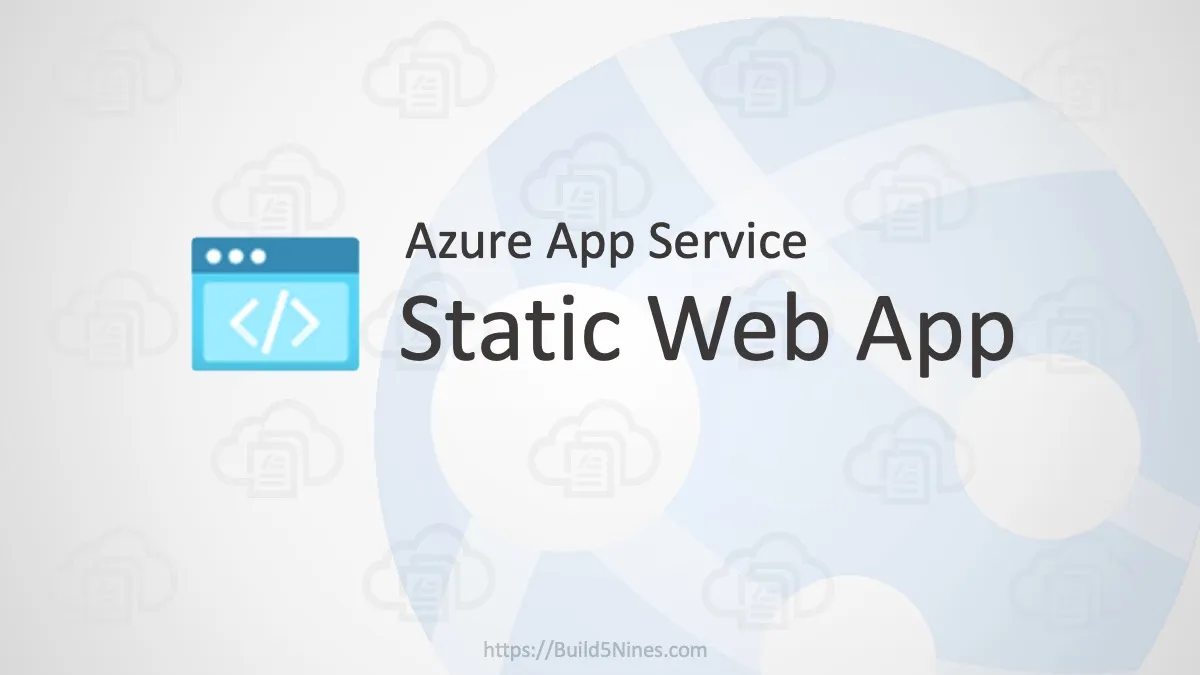 Azure App Service
Static Web App
</>
https://Build5Nines.com